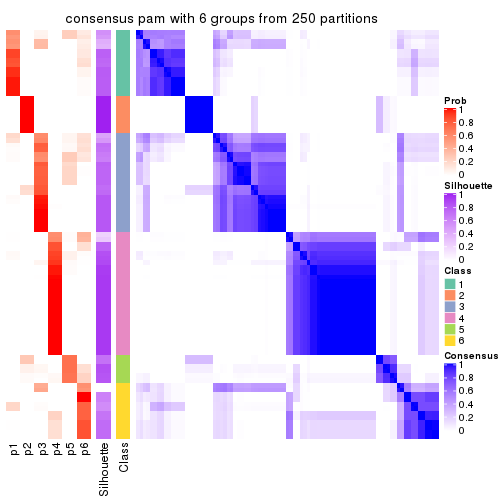 consensus pam with 6 groups from 250 partitions
Prob
1
0.8
0.6
0.4
0.2
0
Silhouette
1
0.8
0.6
0.4
0.2
0
Class
1
2
3
4
5
6
Consensus
1
0.8
0.6
0.4
0.2
0
p1
p2
p3
p4
p5
p6
Silhouette
Class